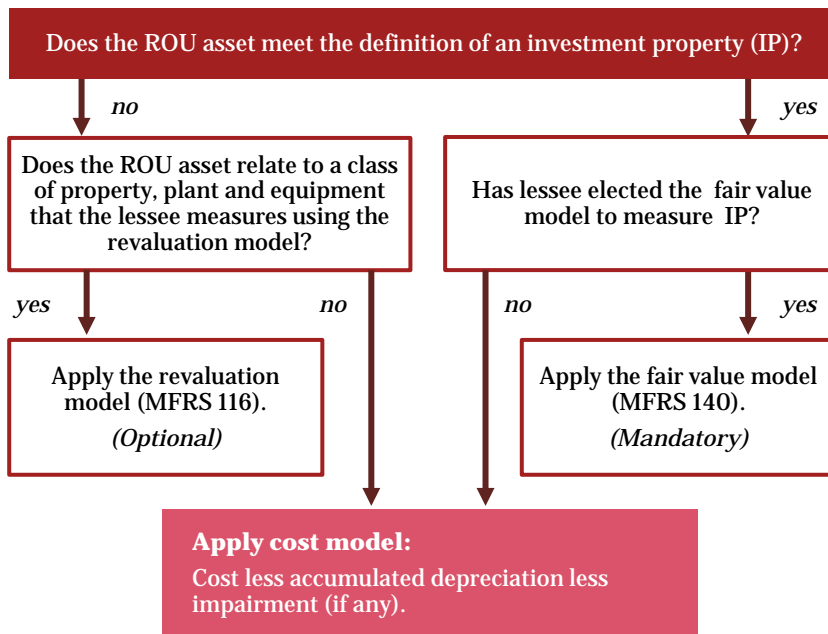 Does the ROU asset meet the definition of an investment property (IP)?
no
yes
Does the ROU asset relate to a class
of property, plant and equipment
that the lessee measures using the
revaluation model?
Has lessee elected the fair value
model to measure IP?
yes
no
no
yes
Apply the revaluation
model (MFRS 116).
(Optional)
Apply the fair value model
(MFRS 140).
(Mandatory)
Apply cost model:
Cost less accumulated depreciation less
impairment (if any).